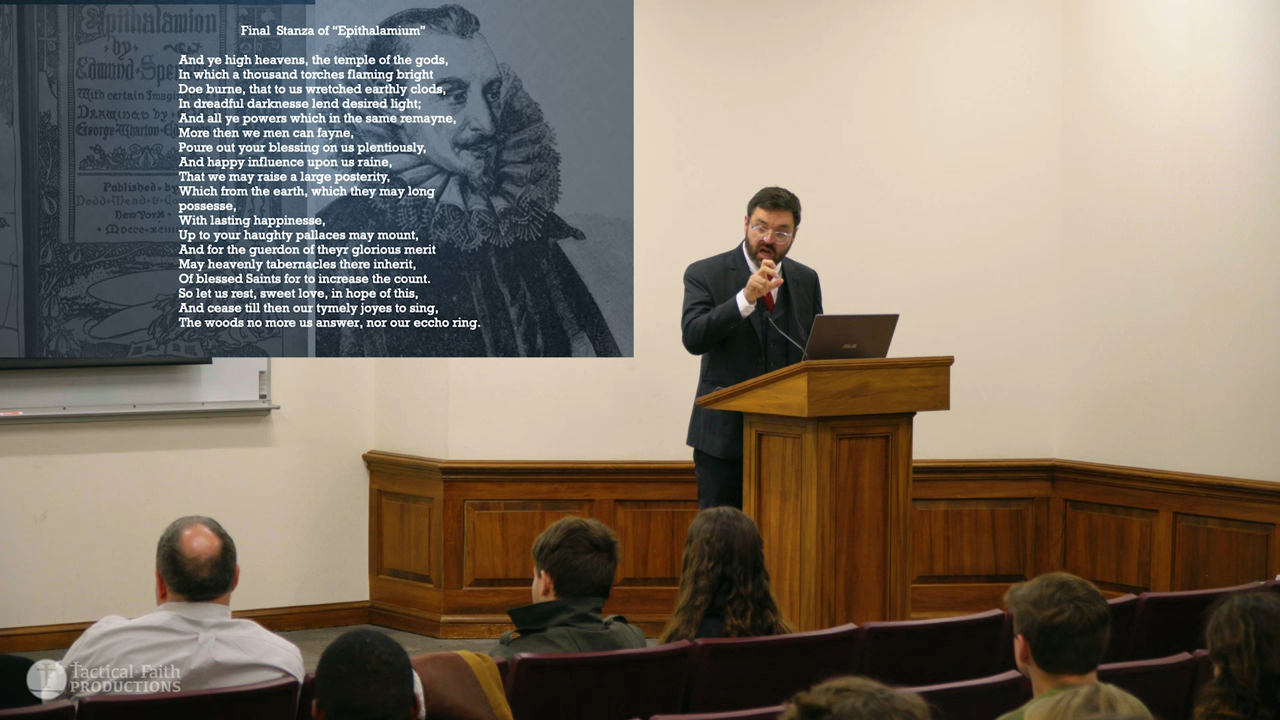 Epithalamion
by
Edmund Spe
With certain Imagi
Drawings by
George Wharton E
Published by
Dodd Mead &
New York
Final Stanza of “Epithalamium”
And ye high heavens, the temple of the gods,
In which a thousand torches flaming bright
Doe burne, that to us wretched earthly clods,
In dreadful darknesse lend desired light;
And all ye powers which in the same remayne,
More then we men can fayne,
Poure out your blessing on us plentiously,
And happy influence upon us raine,
That we may raise a large posterity,
Which from the earth, which they may long
possesse,
With lasting happinesse,
Up to your haughty pallaces may mount,
And for the guerdon of theyr glorious merit
May heavenly tabernacles there inherit,
Of blessed Saints for to increase the count.
So let us rest, sweet love, in hope of this,
And cease till then our tymely joyes to sing,
The woods no more us answer, nor our eccho ring.
ASUS
Tactical Faith
PRODUCTIONS